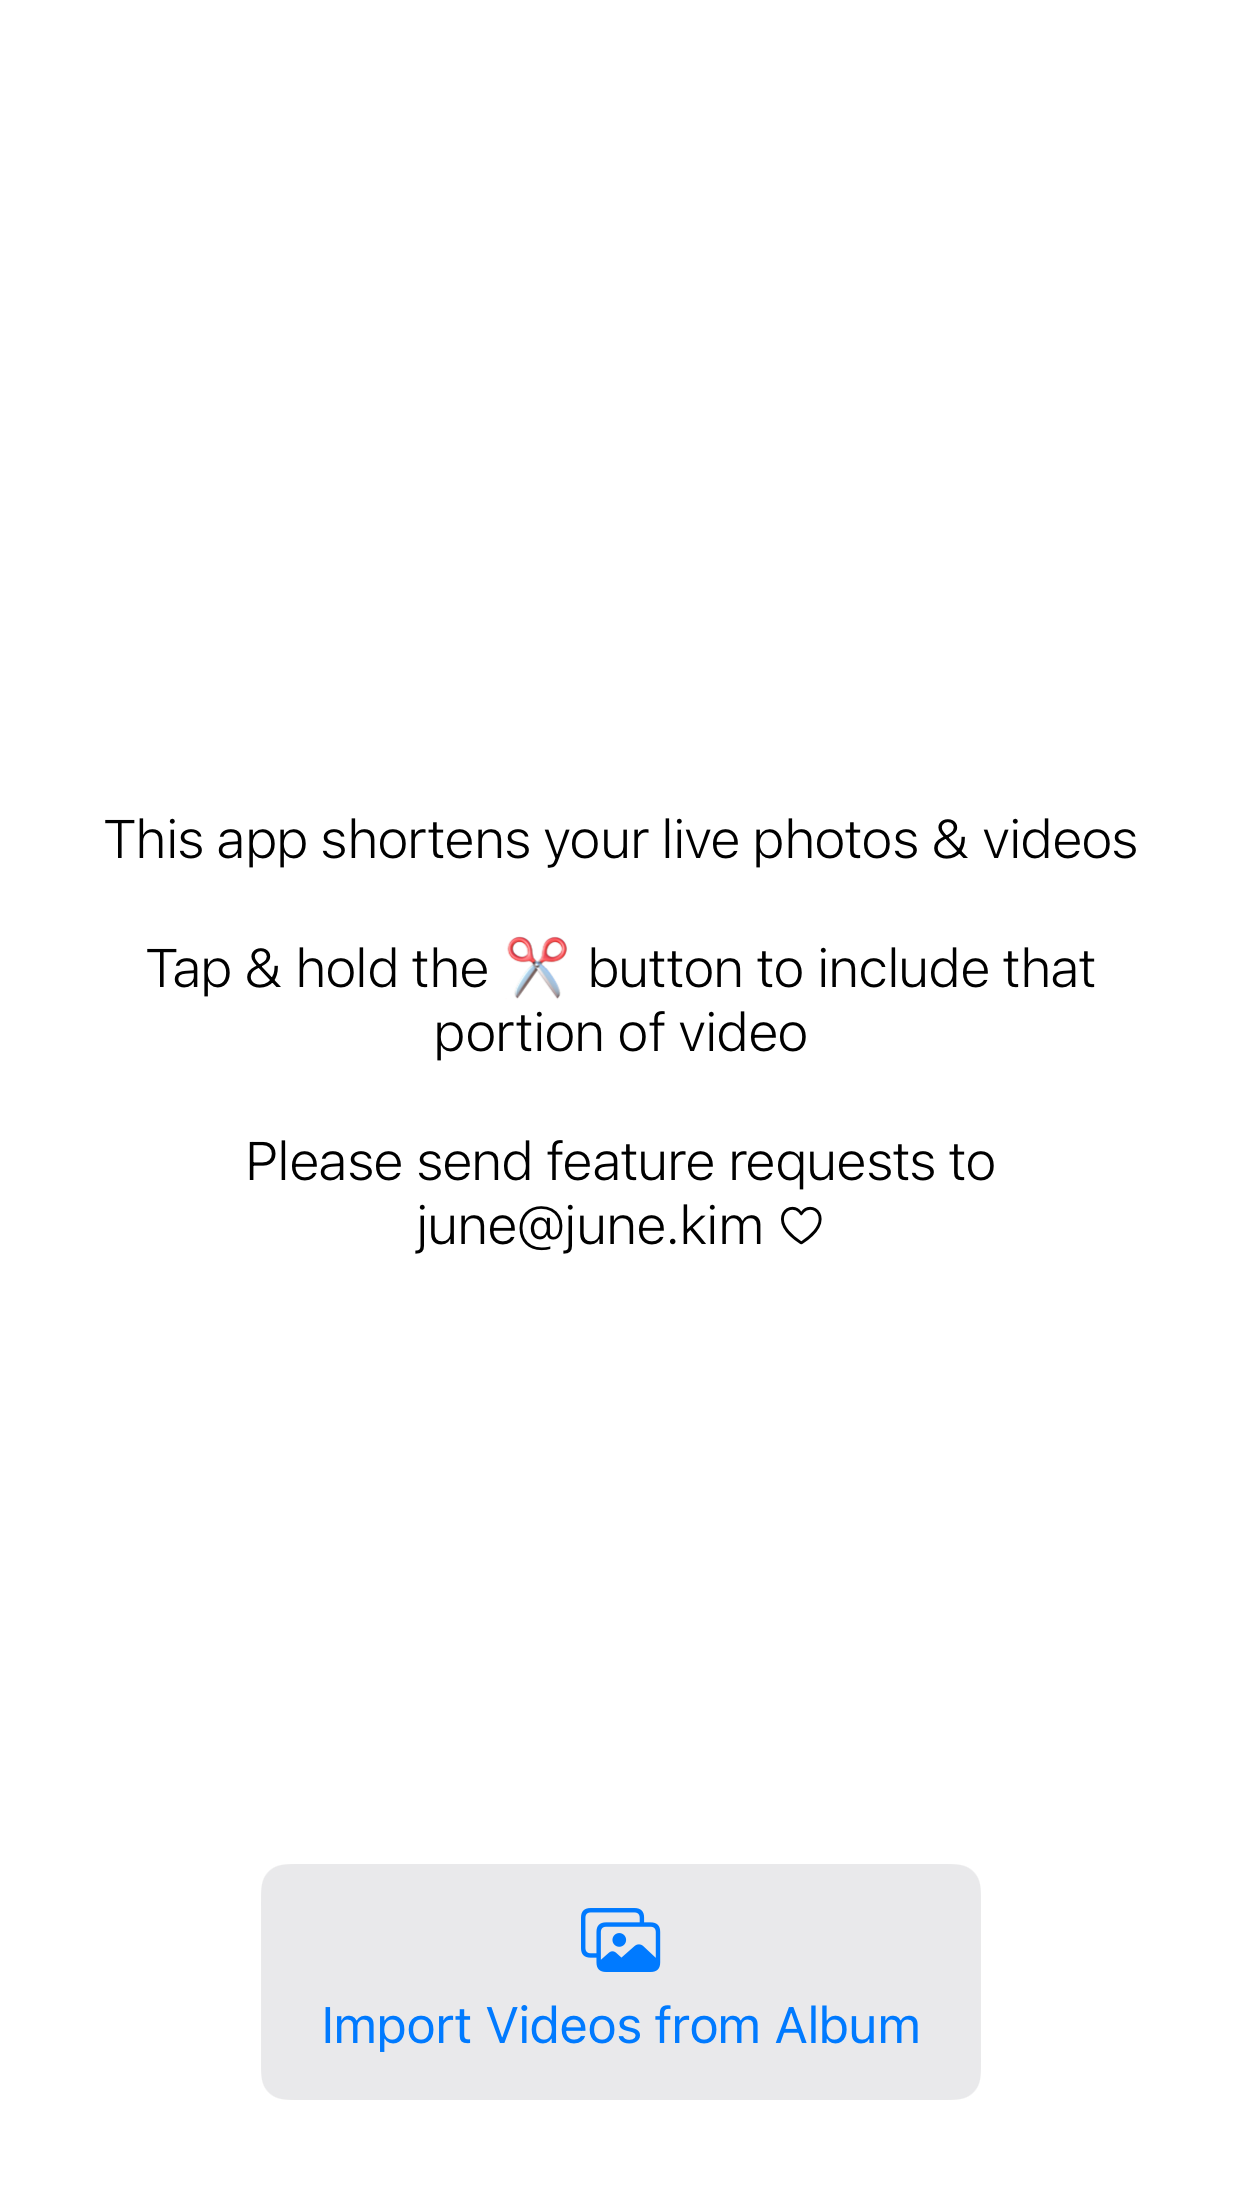 This app shortens your live photos & videos
Tap & hold the ✂️ button to include that
portion of video
Please send feature requests to
june@june.kim ♡
Import Videos from Album